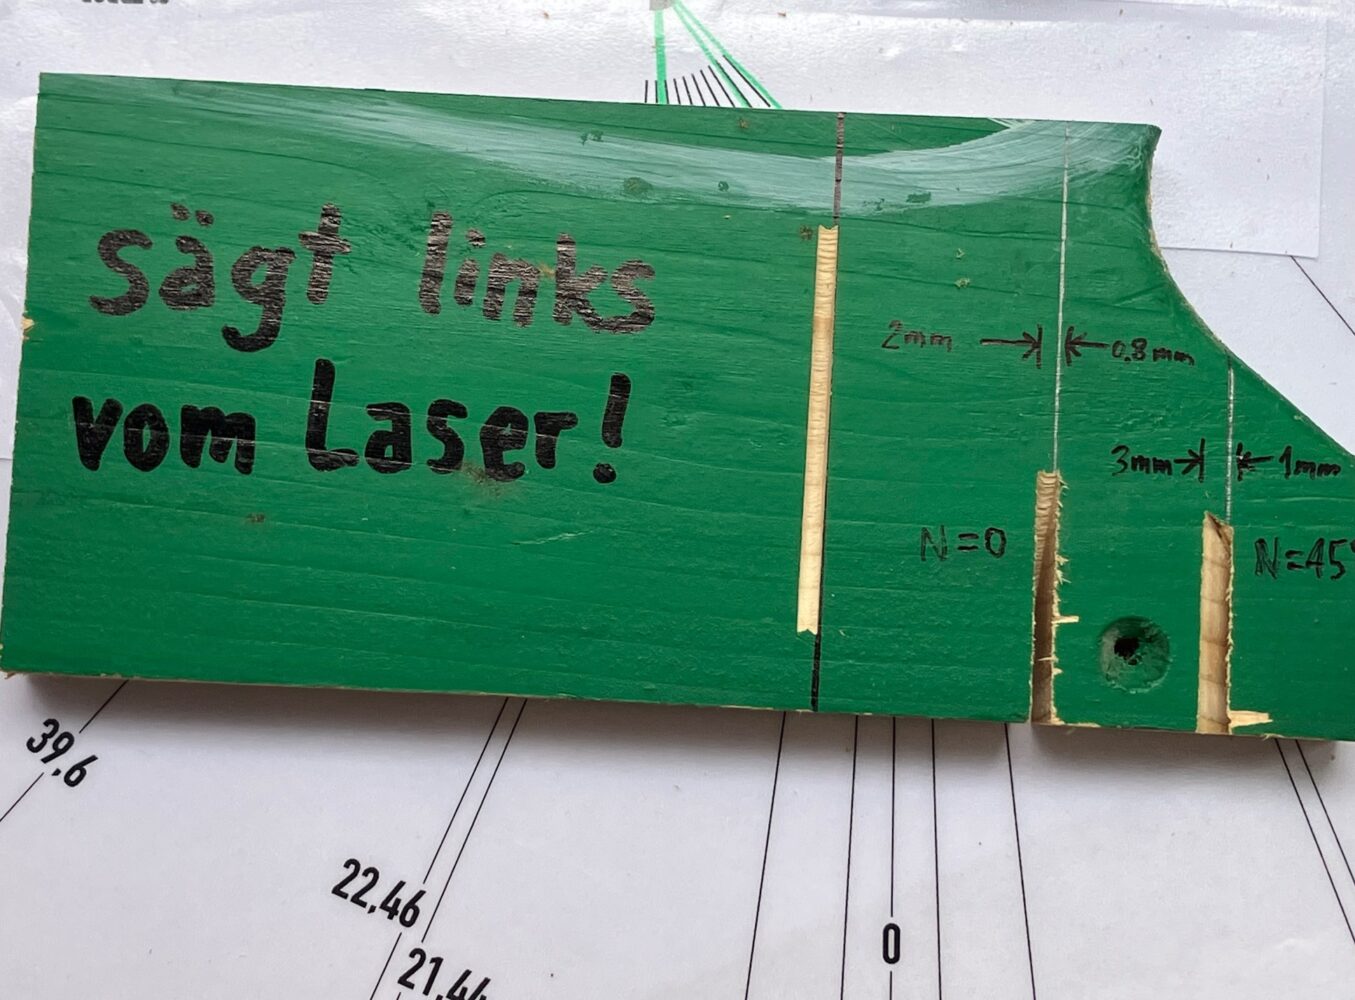 sägt links
vom Laser!
2mm
0,8mm
3mm
1mm
N=0
N=45°
39,6
22,46
21,44
0